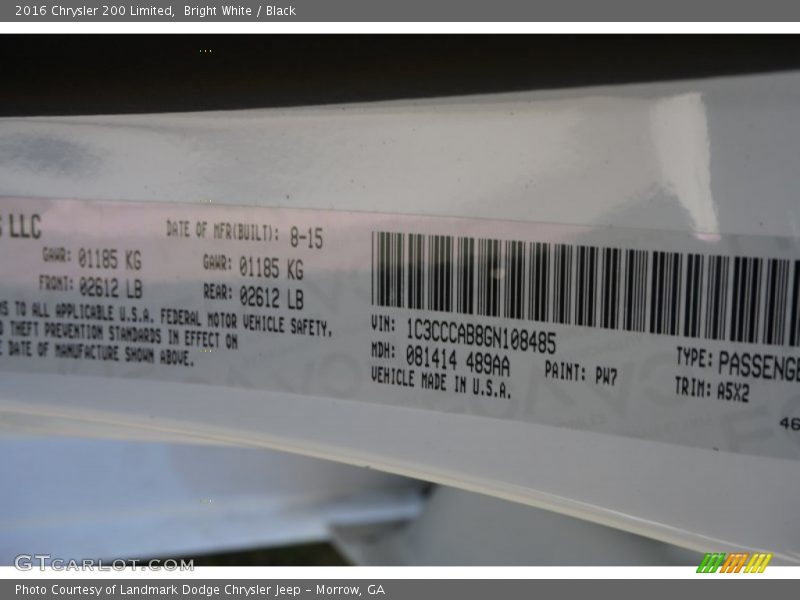 2016 Chrysler 200 Limited, Bright White / Black
LLC
DATE OF MFR(BUILT): 8-15
GAWR: 01185 KG GAWR: 01185 KG
FRONT: 02612 LB REAR: 02612 LB
TO ALL APPLICABLE U.S.A. FEDERAL MOTOR VEHICLE SAFETY,
THEFT PREVENTION STANDARDS IN EFFECT ON
DATE OF MANUFACTURE SHOWN ABOVE.
VIN: 1C3CCCAB8GN108485
MDH: 081414 489AA PAINT: PW7
VEHICLE MADE IN U.S.A.
TYPE: PASSENGE
TRIM: A5X2
46
GTCARLOT.COM
Photo Courtesy of Landmark Dodge Chrysler Jeep – Morrow, GA